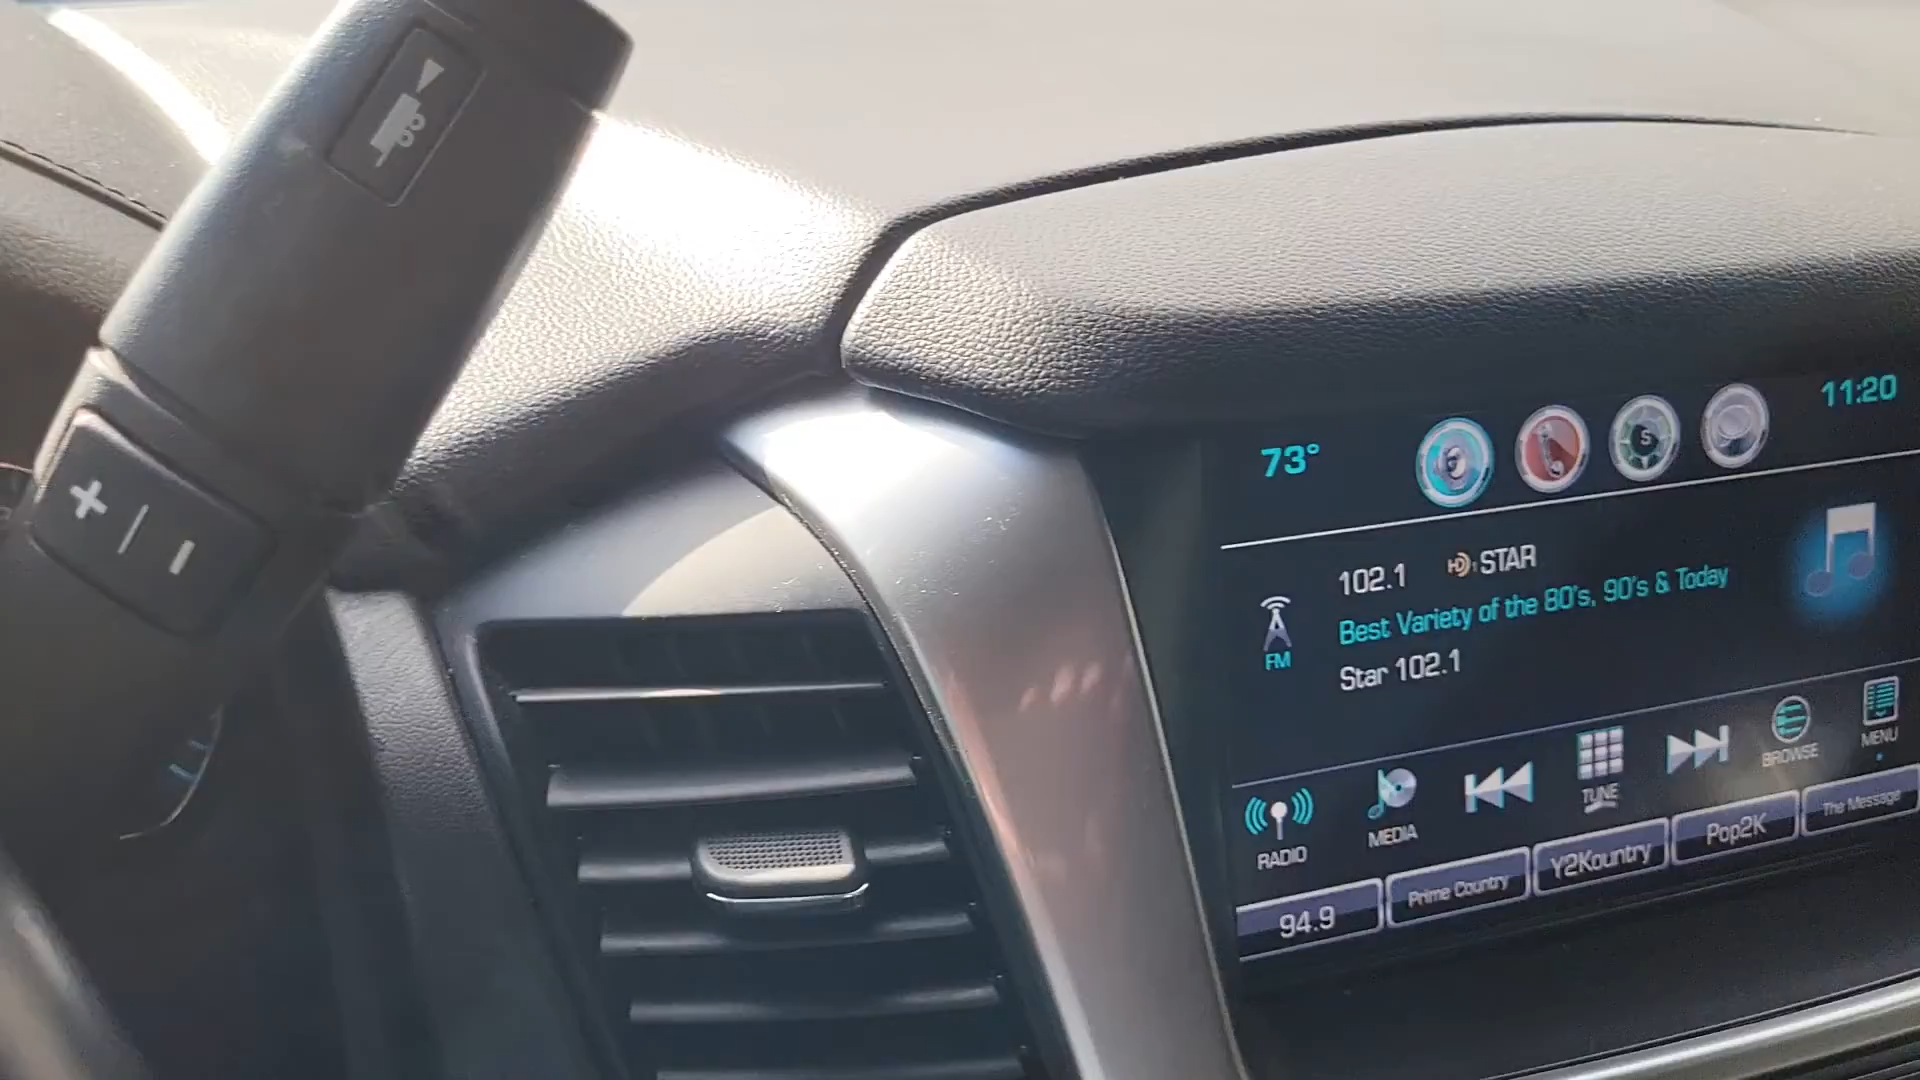 + | -
73°
S
11:20
102.1 HD1 STAR
Best Variety of the 80's, 90's & Today
Star 102.1
FM
RADIO
MEDIA
TUNE
BROWSE
MENU
94.9
Prime Country
Y2Kountry
Pop2K
The Message